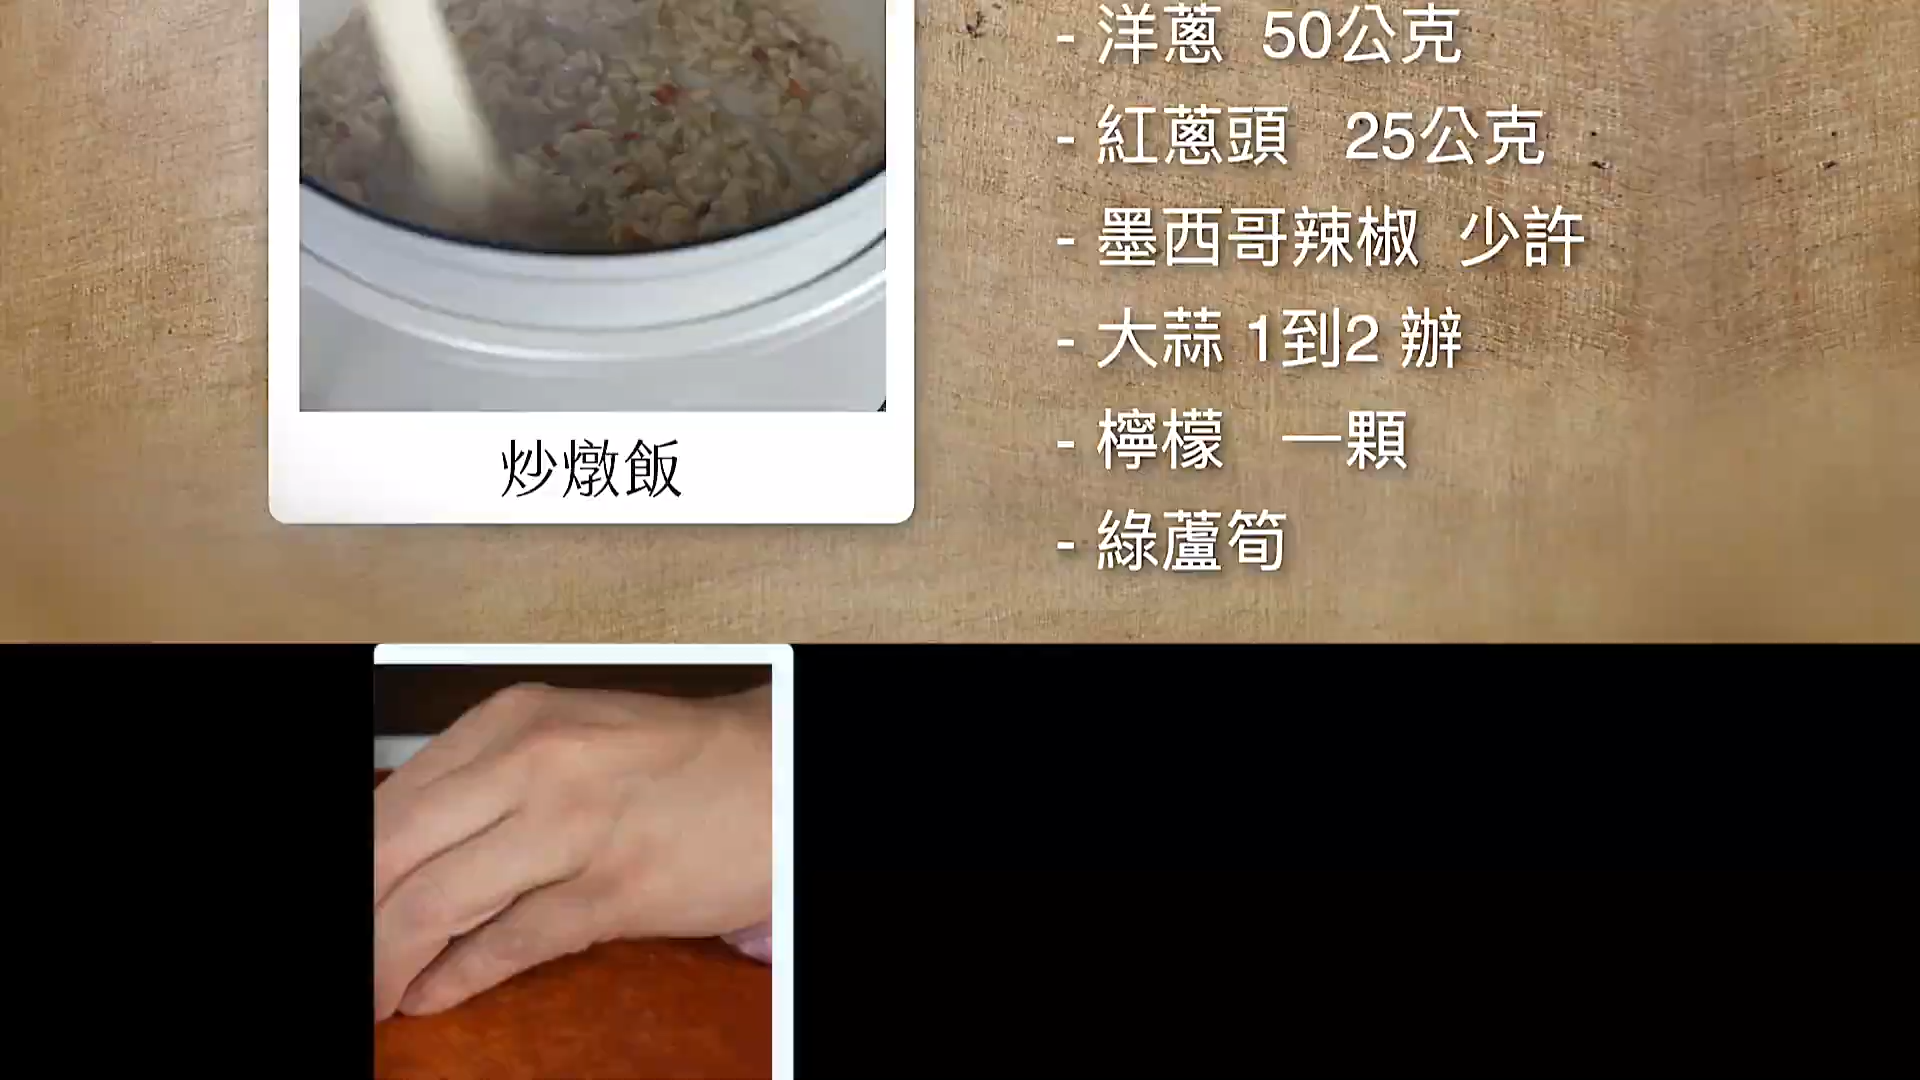 - 洋蔥 50公克
- 紅蔥頭 25公克
- 墨西哥辣椒 少許
- 大蒜 1到2 辦
- 檸檬 一顆
- 綠蘆筍
炒燉飯